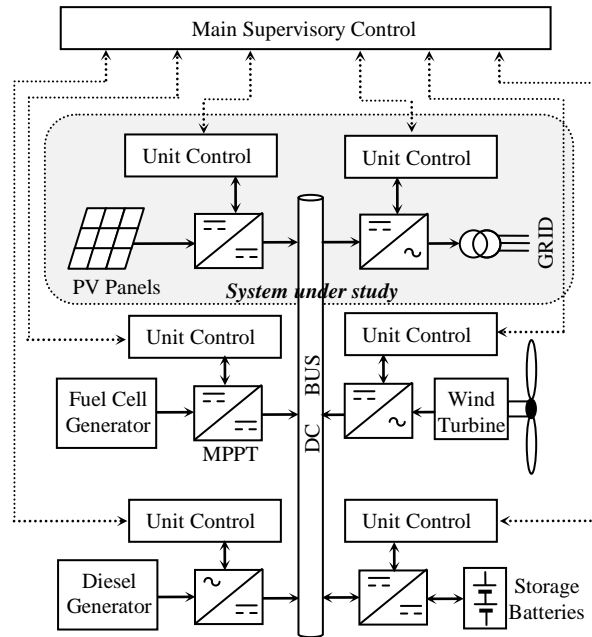 Main Supervisory Control
Unit Control
Unit Control
PV Panels
GRID
System under study
Unit Control
Unit Control
Fuel Cell
Generator
MPPT
DC BUS
Wind
Turbine
Unit Control
Unit Control
Diesel
Generator
Storage
Batteries